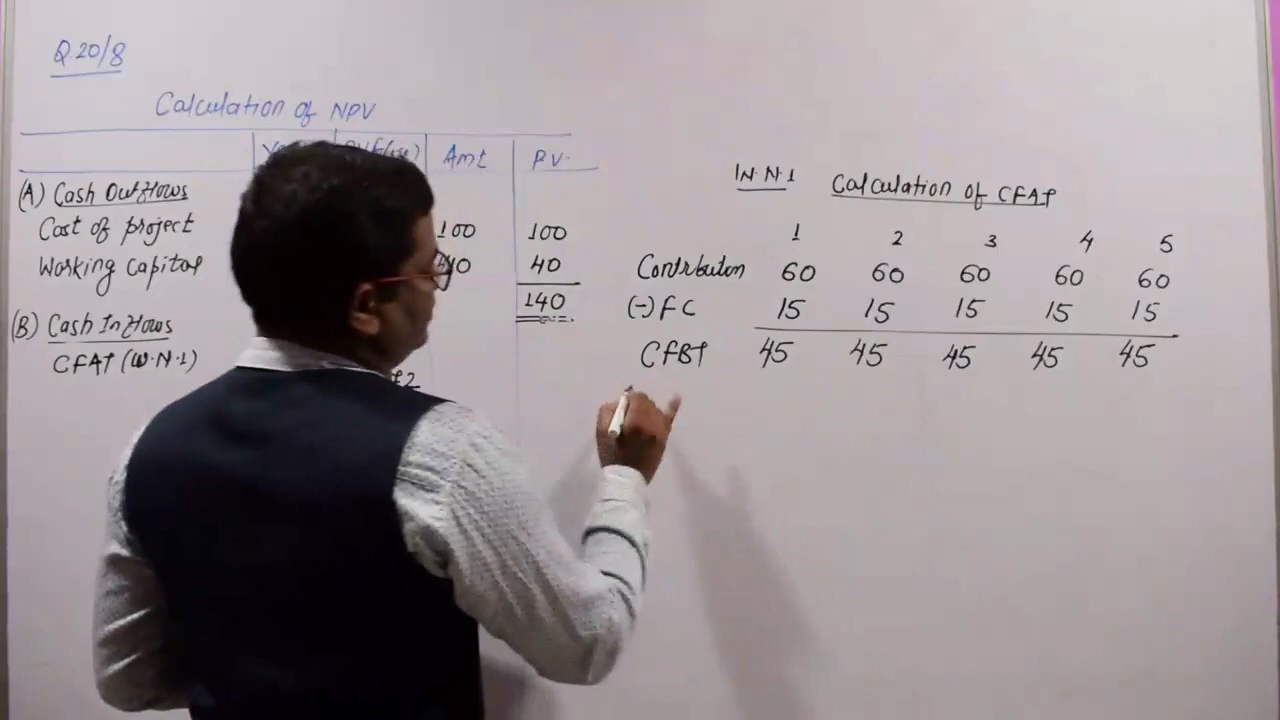 Q.20/8
Calculation of NPV
Amt P.V.
(A) Cash Outflows
Cost of project 100 100
Working Capital 40 40
140
(B) Cash Inflows
CFAT (W.N.1)
W.N.1 Calculation of CFAT
1 2 3 4 5
Contribution 60 60 60 60 60
(-) FC 15 15 15 15 15
CFBT 45 45 45 45 45